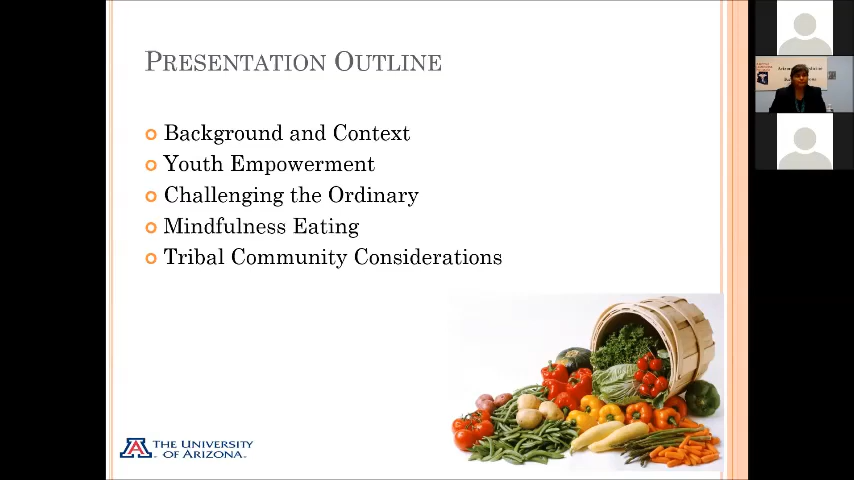 PRESENTATION OUTLINE
Background and Context
Youth Empowerment
Challenging the Ordinary
Mindfulness Eating
Tribal Community Considerations
THE UNIVERSITY
OF ARIZONA